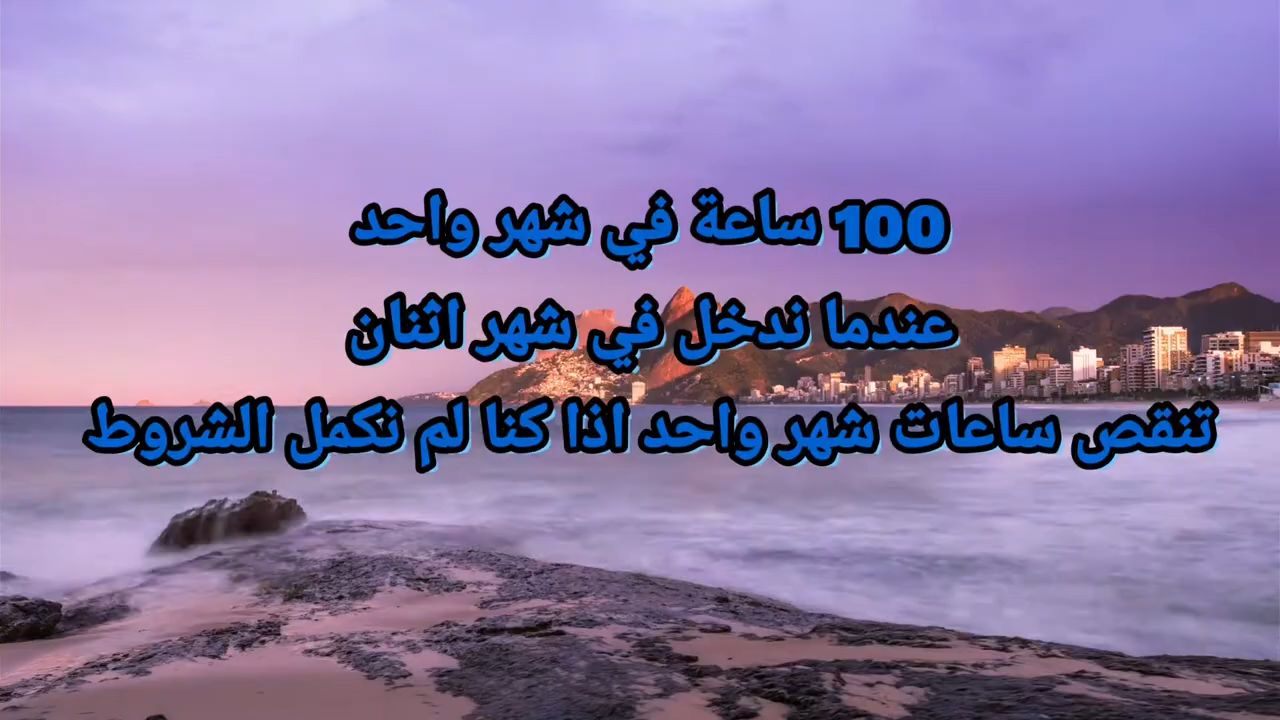 100 ساعة في شهر واحد
عندما ندخل في شهر اثنان
تنقص ساعات شهر واحد اذا كنا لم نكمل الشروط